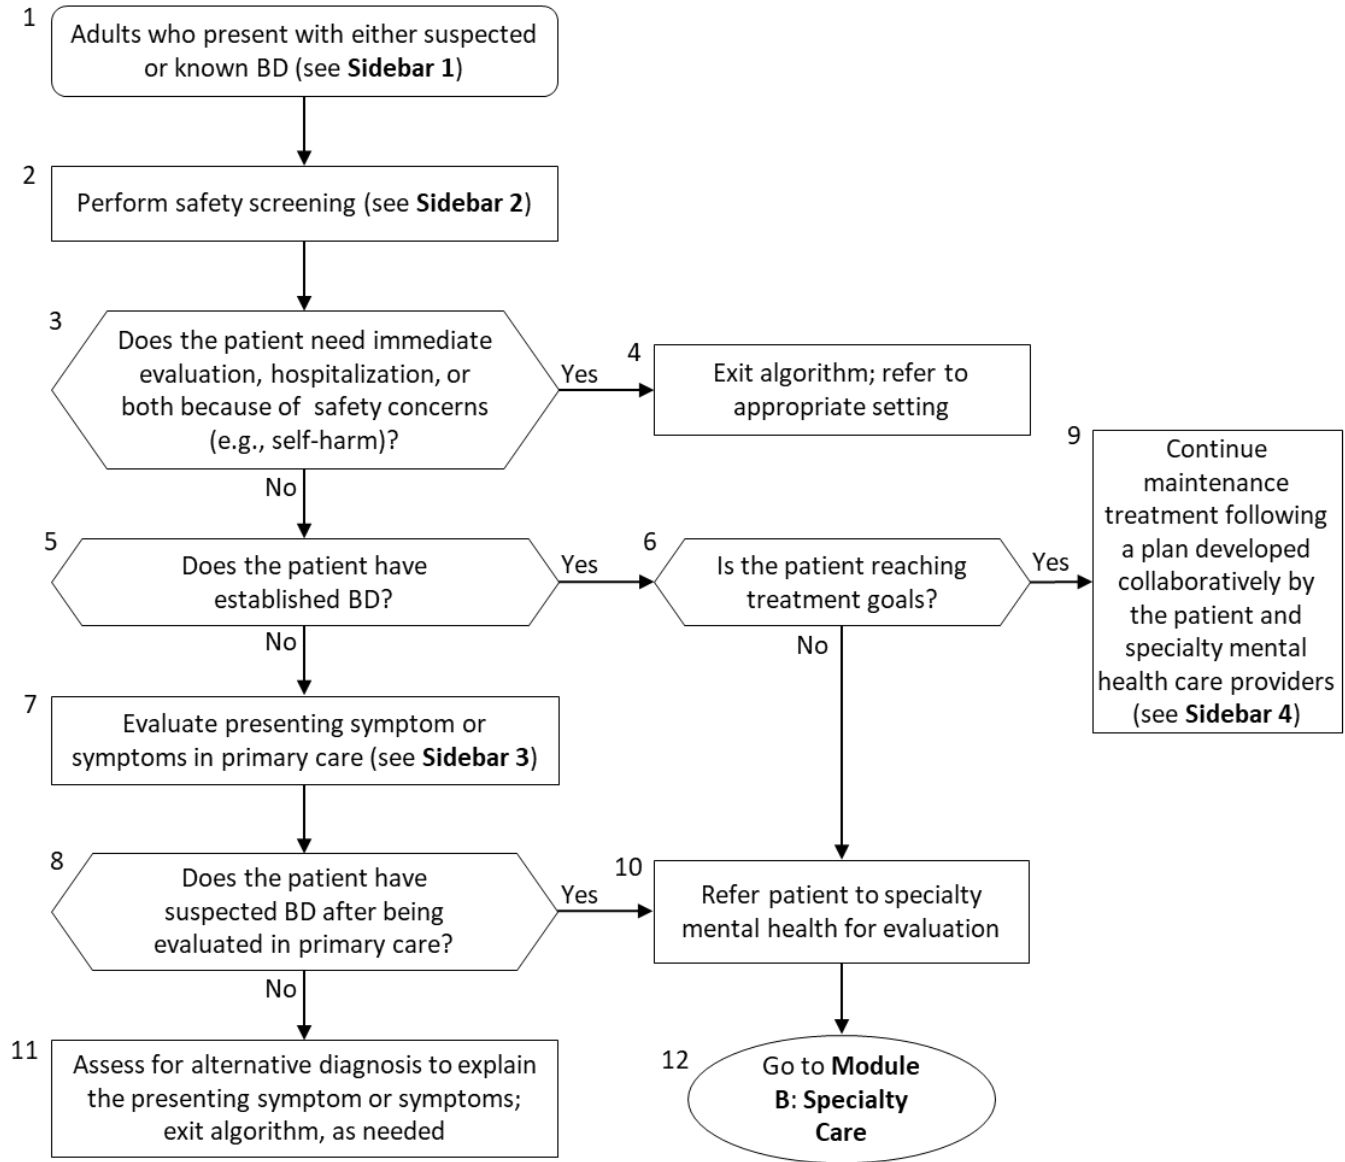 1
Adults who present with either suspected
or known BD (see Sidebar 1)
2
Perform safety screening (see Sidebar 2)
3
Does the patient need immediate
evaluation, hospitalization, or
both because of safety concerns
(e.g., self-harm)?
Yes
4
Exit algorithm; refer to
appropriate setting
No
5
Does the patient have
established BD?
Yes
6
Is the patient reaching
treatment goals?
Yes
9
Continue
maintenance
treatment following
a plan developed
collaboratively by
the patient and
specialty mental
health care providers
(see Sidebar 4)
No
No
7
Evaluate presenting symptom or
symptoms in primary care (see Sidebar 3)
8
Does the patient have
suspected BD after being
evaluated in primary care?
Yes
10
Refer patient to specialty
mental health for evaluation
No
11
Assess for alternative diagnosis to explain
the presenting symptom or symptoms;
exit algorithm, as needed
12
Go to Module
B: Specialty
Care